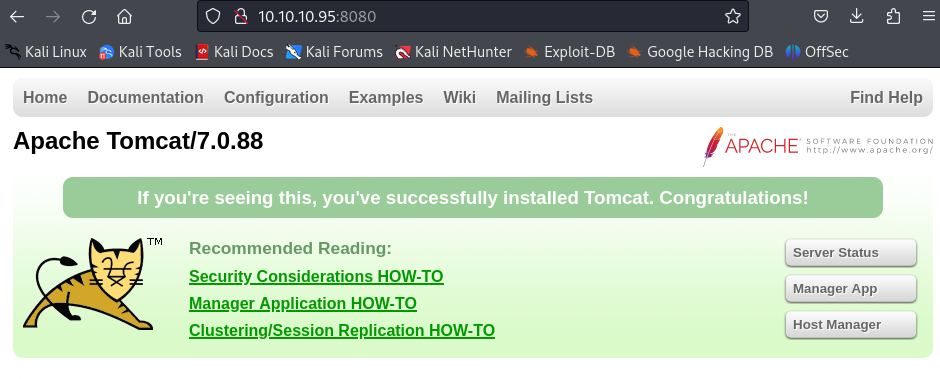 10.10.10.95:8080
Kali Linux Kali Tools Kali Docs Kali Forums Kali NetHunter Exploit-DB Google Hacking DB OffSec
Home Documentation Configuration Examples Wiki Mailing Lists Find Help
Apache Tomcat/7.0.88
THE
APACHE SOFTWARE FOUNDATION
http://www.apache.org/
If you're seeing this, you've successfully installed Tomcat. Congratulations!
TM
Recommended Reading:
Security Considerations HOW-TO
Manager Application HOW-TO
Clustering/Session Replication HOW-TO
Server Status
Manager App
Host Manager